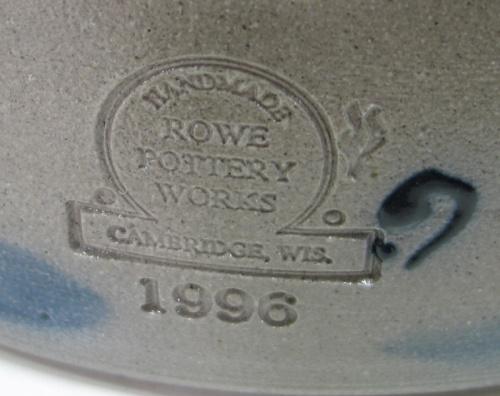 HANDMADE
ROWE
POTTERY
WORKS
CAMBRIDGE, WIS.
1996